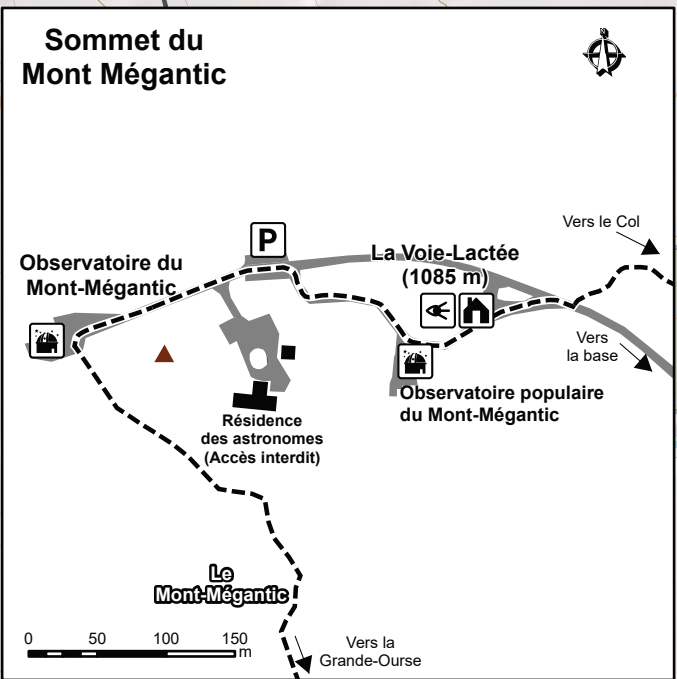 Sommet du
Mont Mégantic
Vers le Col
P
La Voie-Lactée
(1085 m)
Observatoire du
Mont-Mégantic
Vers
la base
Observatoire populaire
du Mont-Mégantic
Résidence
des astronomes
(Accès interdit)
Le
Mont-Mégantic
0 50 100 150
m
Vers la
Grande-Ourse